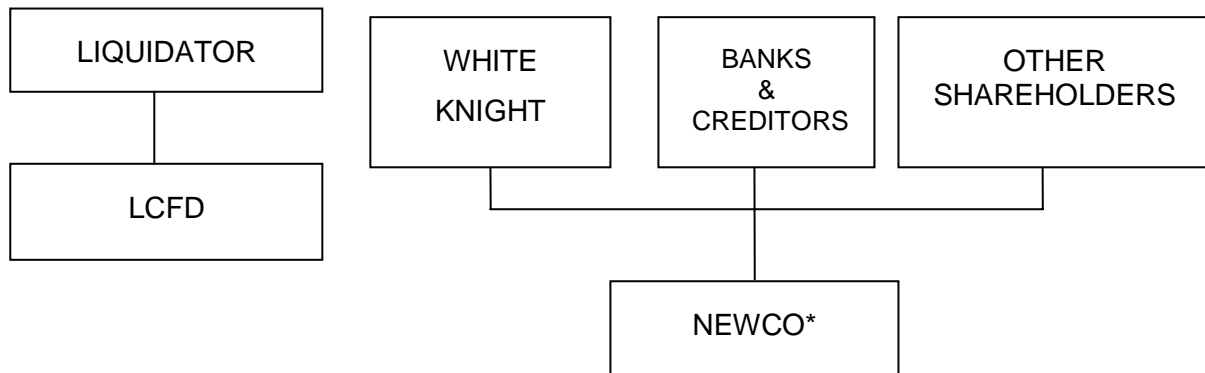 LIQUIDATOR
LCFD
WHITE
KNIGHT
BANKS
&
CREDITORS
OTHER
SHAREHOLDERS
NEWCO*